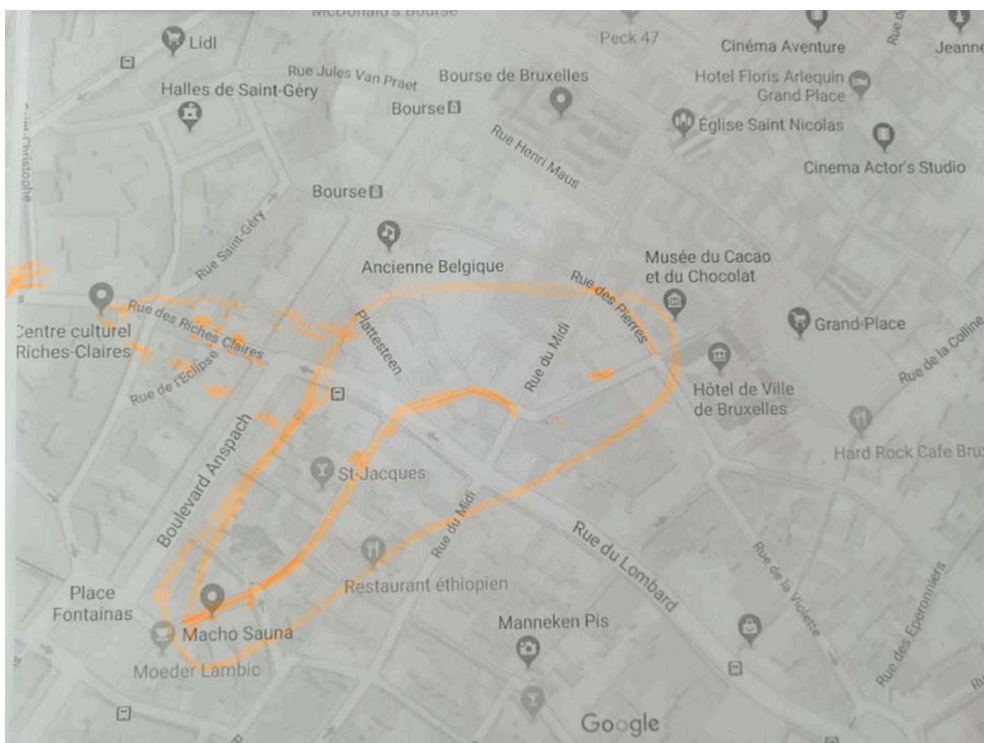 McDonald's Bourse
Lidl
Peck 47
Cinéma Aventure
Jeanne
Rue Jules Van Praet
Bourse de Bruxelles
Hotel Floris Arlequin
Grand Place
Halles de Saint-Géry
Bourse
Église Saint Nicolas
Rue Henri Maus
Cinema Actor's Studio
Bourse
Rue Saint-Géry
Ancienne Belgique
Musée du Cacao
et du Chocolat
Rue des Pierres
Centre culturel
Riches-Claires
Rue des Riches Claires
Plattesteen
Rue du Midi
Grand-Place
Rue de la Colline
Rue de l'Eclipse
Hôtel de Ville
de Bruxelles
Hard Rock Cafe Bru
Boulevard Anspach
St-Jacques
Rue du Midi
Rue du Lombard
Restaurant éthiopien
Rue de la Violette
Rue des Eperonniers
Place
Fontainas
Macho Sauna
Manneken Pis
Moeder Lambic
Google